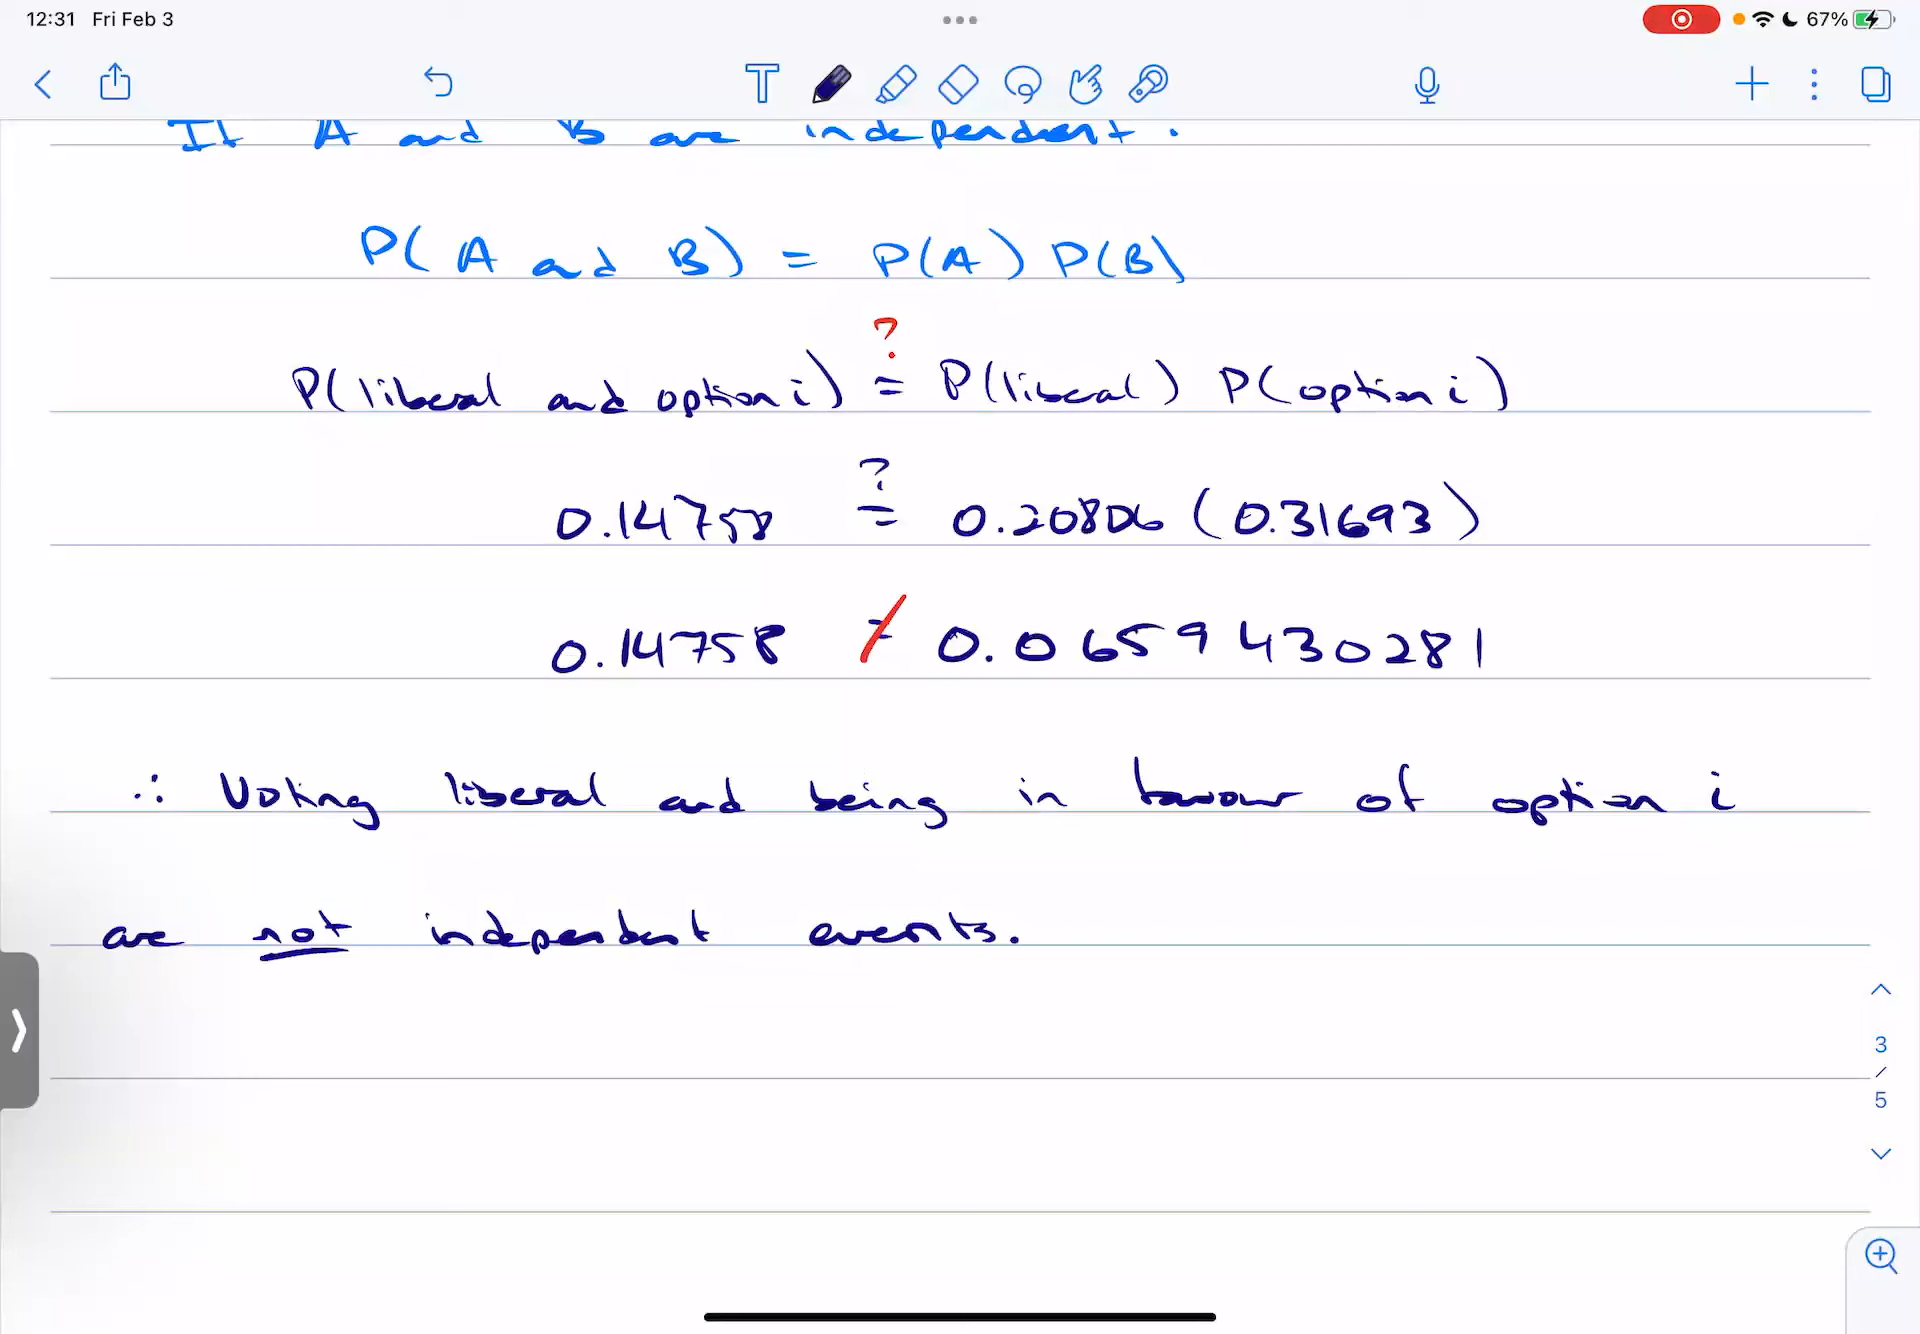 12:31 Fri Feb 3
67%
If A and B are independent.
P(A and B) = P(A) P(B)
?
P(liberal and option i) = P(liberal) P(option i)
?
0.14758 = 0.20806 (0.31693)
0.14758 ≠ 0.0659430281
∴ Voting liberal and being in favour of option i
are not independent events.
3
/
5